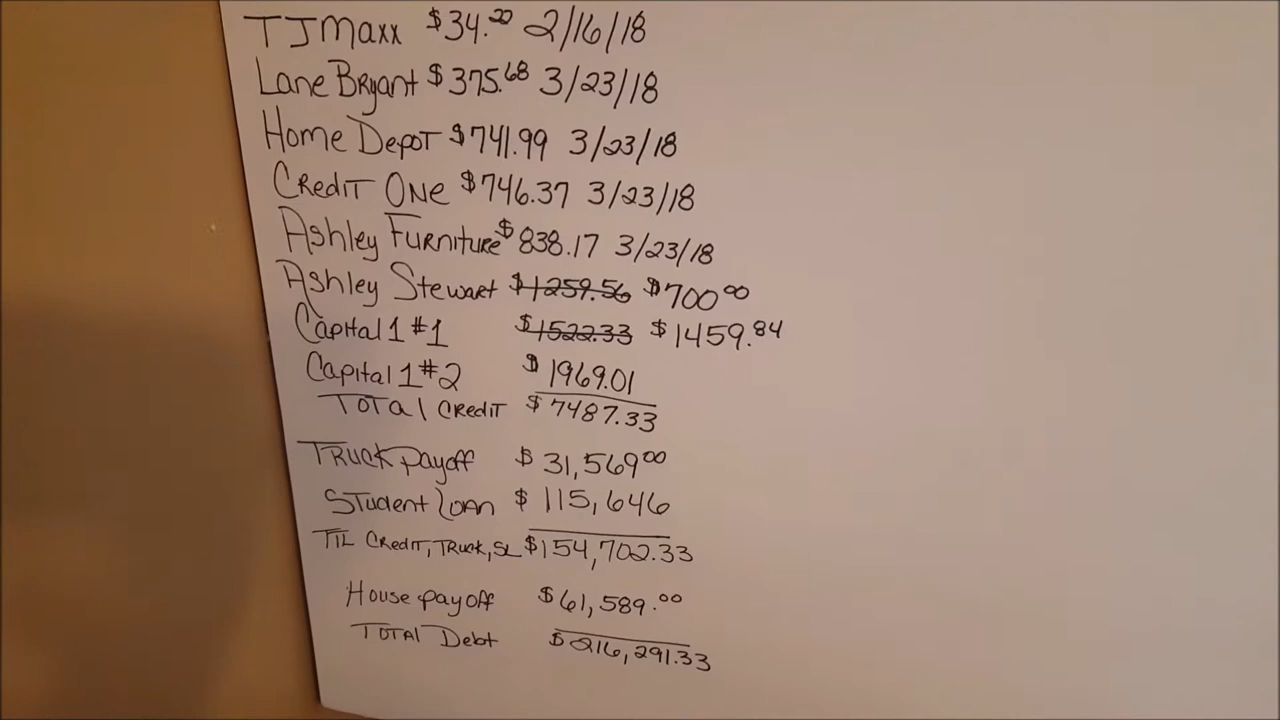 TJMaxx $34.20 2/16/18
Lane Bryant $375.68 3/23/18
Home Depot $741.99 3/23/18
Credit One $746.37 3/23/18
Ashley Furniture $838.17 3/23/18
Ashley Stewart $1259.56 $700.00
Capital 1 #1 $1522.33 $1459.84
Capital 1 #2 $1969.01
Total Credit $7487.33
Truck payoff $31,569.00
Student Loan $115,646
TTL Credit, Truck, SL $154,702.33
House payoff $61,589.00
Total Debt $216,291.33